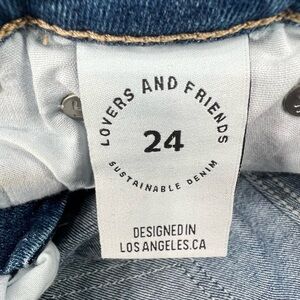 LOVERS AND FRIENDS
24
SUSTAINABLE DENIM
DESIGNED IN
LOS ANGELES.CA